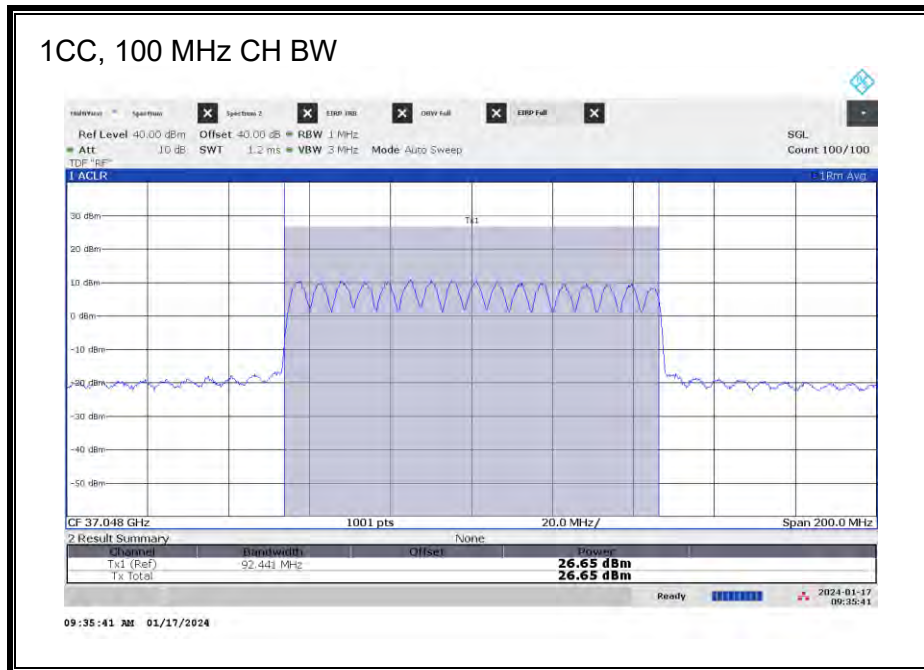 1CC, 100 MHz CH BW
MultiView Spectrum X Spectrum 2 X EIRP 1RB X OBW Full X EIRP Full X
Ref Level 40.00 dBm Offset 40.00 dB RBW 1 MHz SGL
Att 10 dB SWT 1.2 ms VBW 3 MHz Mode Auto Sweep Count 100/100
TDF "RF"
1 ACLR 1Rm Avg
Tx1
30 dBm
20 dBm
10 dBm
0 dBm
-10 dBm
-20 dBm
-30 dBm
-40 dBm
-50 dBm
CF 37.048 GHz 1001 pts 20.0 MHz/ Span 200.0 MHz
2 Result Summary None
Channel Bandwidth Offset Power
Tx1 (Ref) 92.441 MHz 26.65 dBm
Tx Total 26.65 dBm
Ready 2024-01-17
09:35:41
09:35:41 AM 01/17/2024